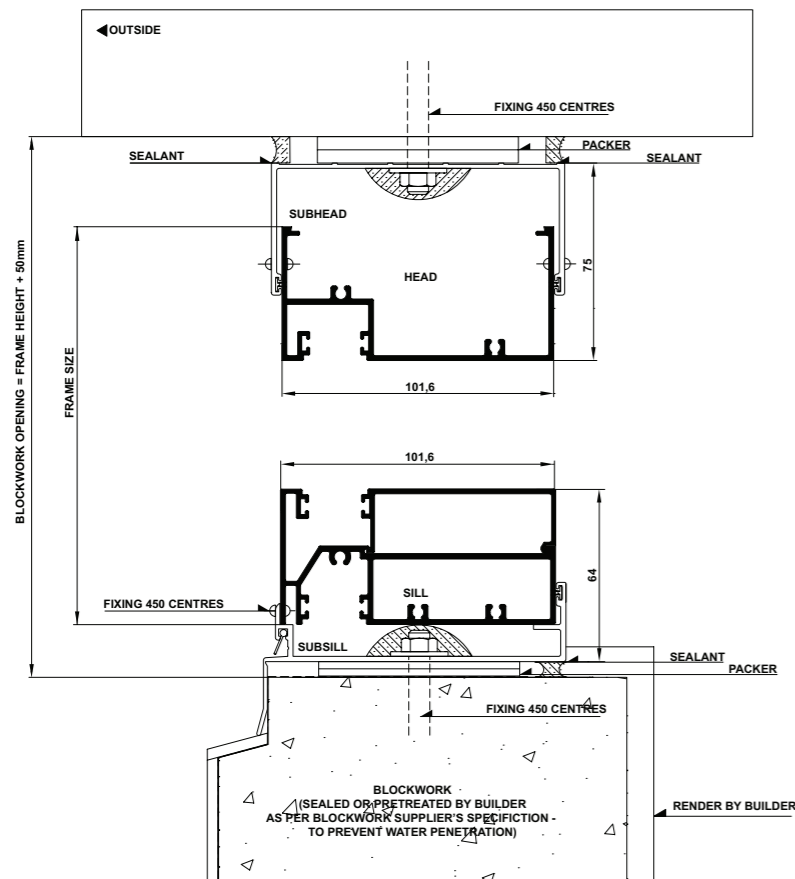 OUTSIDE
FIXING 450 CENTRES
PACKER
SEALANT
SEALANT
SUBHEAD
HEAD
75
BLOCKWORK OPENING = FRAME HEIGHT + 50mm
FRAME SIZE
101,6
101,6
64
SILL
FIXING 450 CENTRES
SUBSILL
SEALANT
PACKER
FIXING 450 CENTRES
BLOCKWORK
(SEALED OR PRETREATED BY BUILDER
AS PER BLOCKWORK SUPPLIER'S SPECIFICTION -
TO PREVENT WATER PENETRATION)
RENDER BY BUILDER